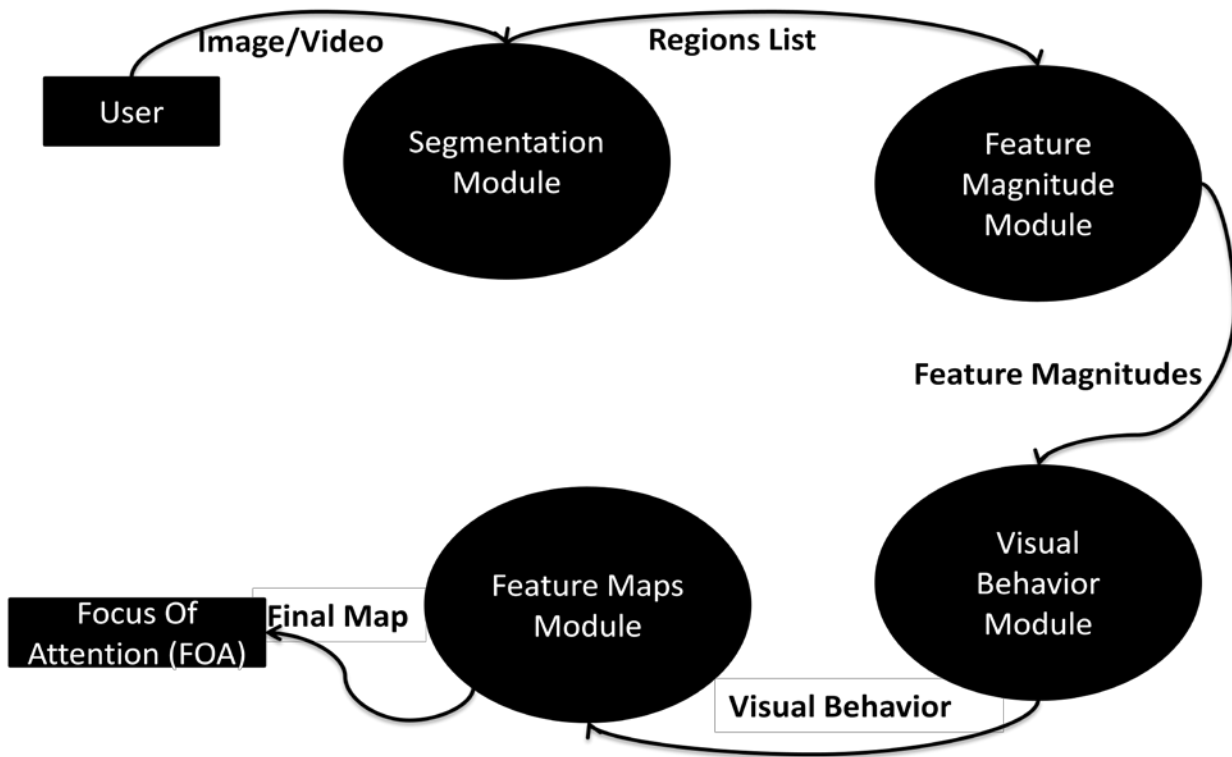 Image/Video
Regions List
User
Segmentation
Module
Feature
Magnitude
Module
Feature Magnitudes
Visual
Behavior
Module
Feature Maps
Module
Final Map
Focus Of
Attention (FOA)
Visual Behavior